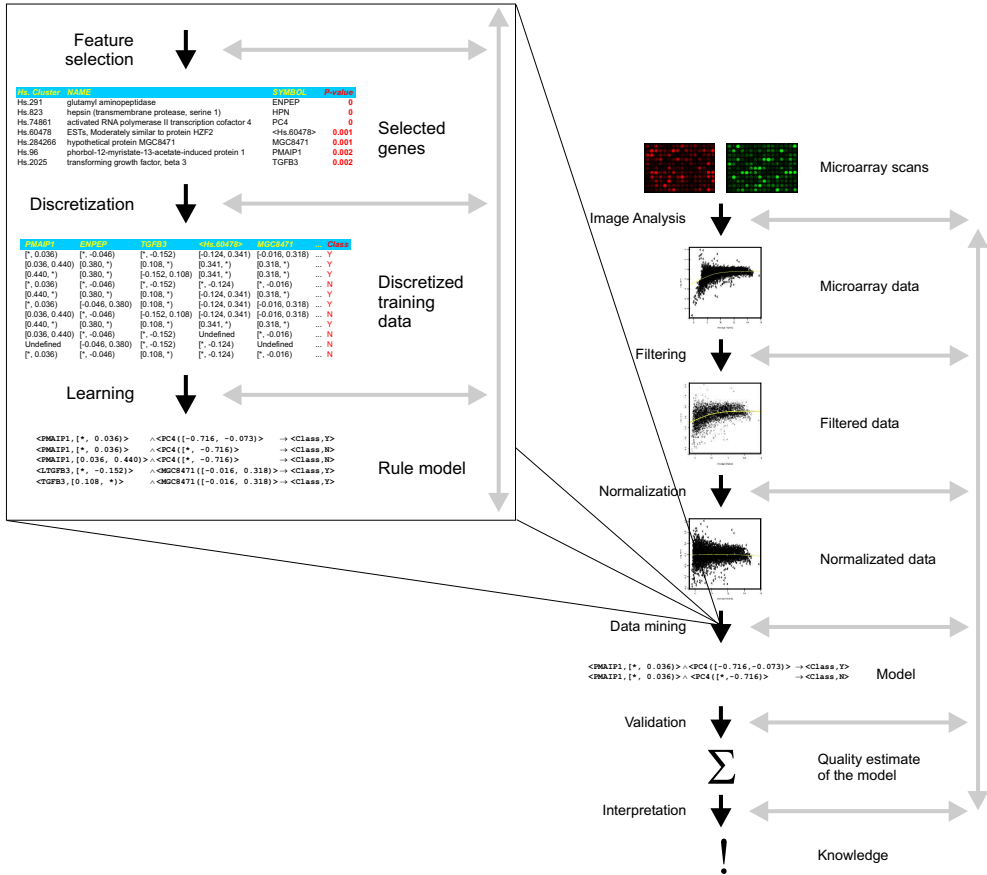 Feature
selection
Hs. Cluster NAME SYMBOL P-value
Hs.291 glutamyl aminopeptidase ENPEP 0
Hs.823 hepsin (transmembrane protease, serine 1) HPN 0
Hs.74861 activated RNA polymerase II transcription cofactor 4 PC4 0
Hs.60478 ESTs, Moderately similar to protein HZF2 <Hs.60478> 0.001
Hs.284266 hypothetical protein MGC8471 MGC8471 0.001
Hs.96 phorbol-12-myristate-13-acetate-induced protein 1 PMAIP1 0.002
Hs.2025 transforming growth factor, beta 3 TGFB3 0.002
Selected
genes
Discretization
PMAIP1 ENPEP TGFB3 <Hs.60478> MGC8471 ... Class
[*, 0.036) [*, -0.046) [*, -0.152) [-0.124, 0.341) [-0.016, 0.318) ... Y
[0.036, 0.440) [0.380, *) [0.108, *) [0.341, *) [0.318, *) ... Y
[0.440, *) [0.380, *) [-0.152, 0.108) [0.341, *) [0.318, *) ... Y
[*, 0.036) [*, -0.046) [*, -0.152) [*, -0.124) [*, -0.016) ... N
[0.440, *) [0.380, *) [0.108, *) [-0.124, 0.341) [0.318, *) ... Y
[*, 0.036) [-0.046, 0.380) [0.108, *) [-0.124, 0.341) [-0.016, 0.318) ... Y
[0.036, 0.440) [*, -0.046) [-0.152, 0.108) [-0.124, 0.341) [-0.016, 0.318) ... N
[0.440, *) [0.380, *) [0.108, *) [0.341, *) [0.318, *) ... Y
[0.036, 0.440) [*, -0.046) [*, -0.152) Undefined [*, -0.016) ... N
Undefined [-0.046, 0.380) [*, -0.152) [*, -0.124) Undefined ... N
[*, 0.036) [*, -0.046) [0.108, *) [*, -0.124) [*, -0.016) ... N
Discretized
training
data
Learning
<PMAIP1,[*, 0.036)> ∧<PC4([-0.716, -0.073)> → <Class,Y>
<PMAIP1,[*, 0.036)> ∧<PC4([*, -0.716)> → <Class,N>
<PMAIP1,[0.036, 0.440)> ∧<PC4([*, -0.716)> → <Class,N>
<LTGFB3,[*, -0.152)> ∧<MGC8471([-0.016, 0.318)> → <Class,Y>
<TGFB3,[0.108, *)> ∧<MGC8471([-0.016, 0.318)> → <Class,Y>
Rule model
Microarray scans
Image Analysis
Microarray data
Filtering
Filtered data
Normalization
Normalizated data
Data mining
<PMAIP1,[*, 0.036)> ∧<PC4([-0.716,-0.073)> → <Class,Y>
<PMAIP1,[*, 0.036)> ∧ <PC4([*,-0.716)> → <Class,N>
Model
Validation
Σ
Quality estimate
of the model
Interpretation
!
Knowledge